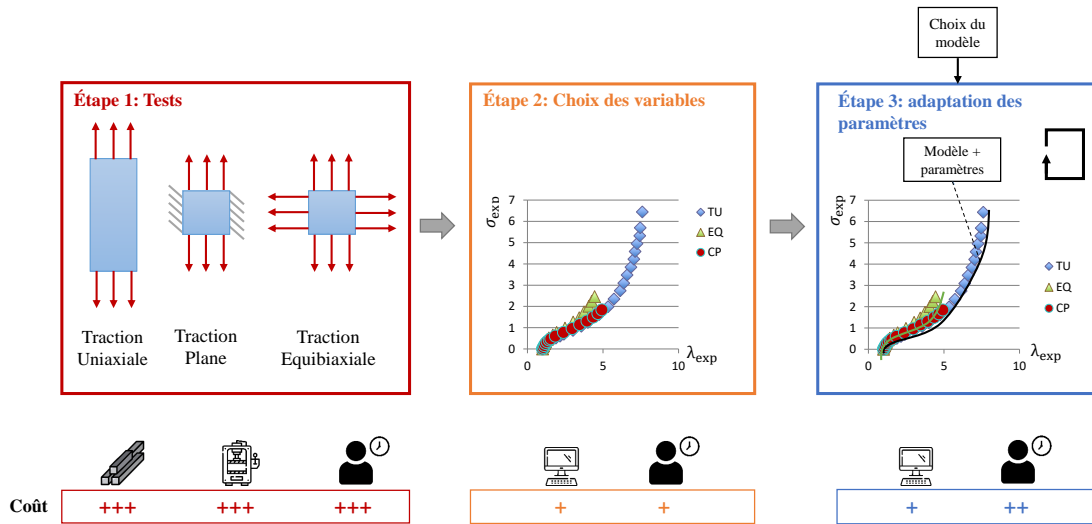 Choix du
modèle
Étape 1: Tests
Traction
Uniaxiale
Traction
Plane
Traction
Equibiaxiale
Étape 2: Choix des variables
σexp
7
6
5
4
3
2
1
0
0
5
10
λexp
TU
EQ
CP
Étape 3: adaptation des
paramètres
Modèle +
paramètres
σexp
7
6
5
4
3
2
1
0
0
5
10
λexp
TU
EQ
CP
Coût
+++
+++
+++
+
+
+
++